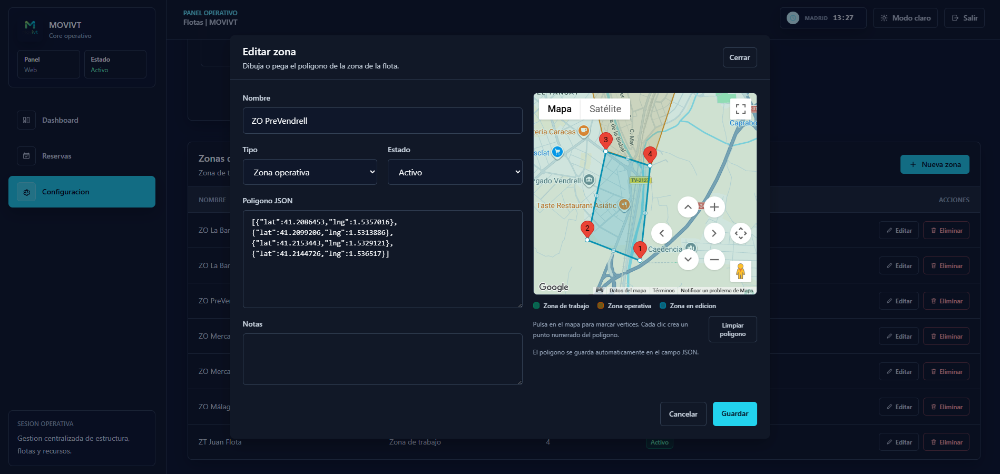 MOVIVT
Core operativo
Panel
Web
Estado
Activo
Dashboard
Reservas
Configuracion
SESION OPERATIVA
Gestion centralizada de estructura,
flotas y recursos.
PANEL OPERATIVO
Flotas | MOVIVT
MADRID 13:27
Modo claro
Salir
Editar zona
Dibuja o pega el poligono de la zona de la flota.
Cerrar
Nombre
ZO PreVendrell
Tipo
Zona operativa
Estado
Activo
Poligono JSON
[{"lat":41.2086453,"lng":1.5357016},
{"lat":41.2099206,"lng":1.5313886},
{"lat":41.2153443,"lng":1.5329121},
{"lat":41.2144726,"lng":1.536517}]
Notas
Mapa
Satélite
Caprabo
teria Caracas
de la Bisbal
C. Mar
3
4
sclat
zgado Vendrell
TV-2127
Taste Restaurant Asiátic
2
1
Caedencia
Google
Datos del mapa
Términos
Notificar un problema de Maps
Zona de trabajo
Zona operativa
Zona en edicion
Pulsa en el mapa para marcar vertices. Cada clic crea un
punto numerado del poligono.
Limpiar
poligono
El poligono se guarda automaticamente en el campo JSON.
Cancelar
Guardar
Zonas
Zona de t
Nueva zona
NOMBRE
ACCIONES
ZO La Bar
Editar
Eliminar
ZO La Bar
Editar
Eliminar
ZO PreVer
Editar
Eliminar
ZO Merca
Editar
Eliminar
ZO Merca
Editar
Eliminar
ZO Málag
Editar
Eliminar
ZT Juan Flota
Zona de trabajo
4
Activo
Editar
Eliminar